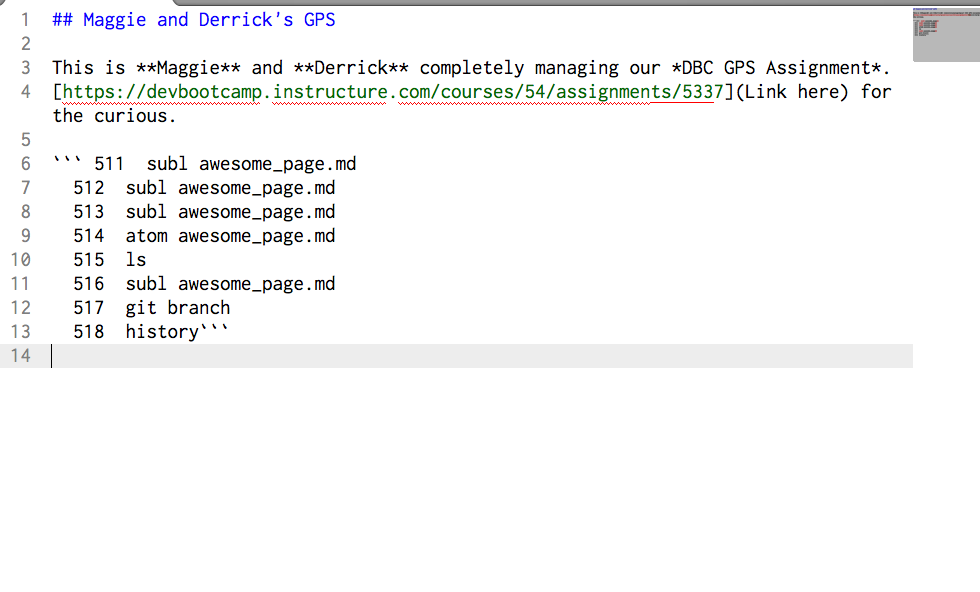 1 ## Maggie and Derrick's GPS
2
3 This is **Maggie** and **Derrick** completely managing our *DBC GPS Assignment*.
4 [https://devbootcamp.instructure.com/courses/54/assignments/5337](Link here) for
the curious.
5
6 ``` 511  subl awesome_page.md
7   512  subl awesome_page.md
8   513  subl awesome_page.md
9   514  atom awesome_page.md
10   515  ls
11   516  subl awesome_page.md
12   517  git branch
13   518  history```
14